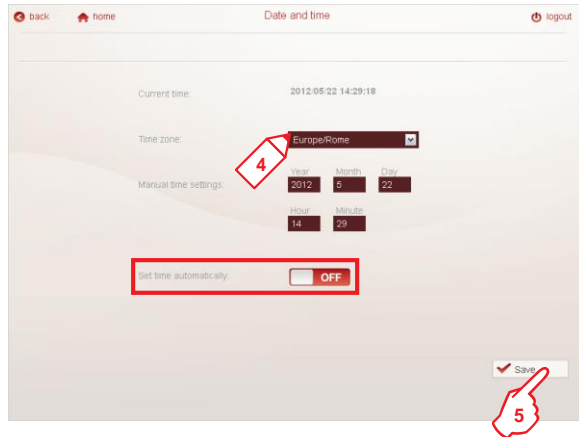 back home Date and time logout
Current time: 2012/05/22 14:29:18
Time zone: Europe/Rome
4
Year Month Day
Manual time settings: 2012 5 22
Hour Minute
14 29
Set time automatically: OFF
Save
5